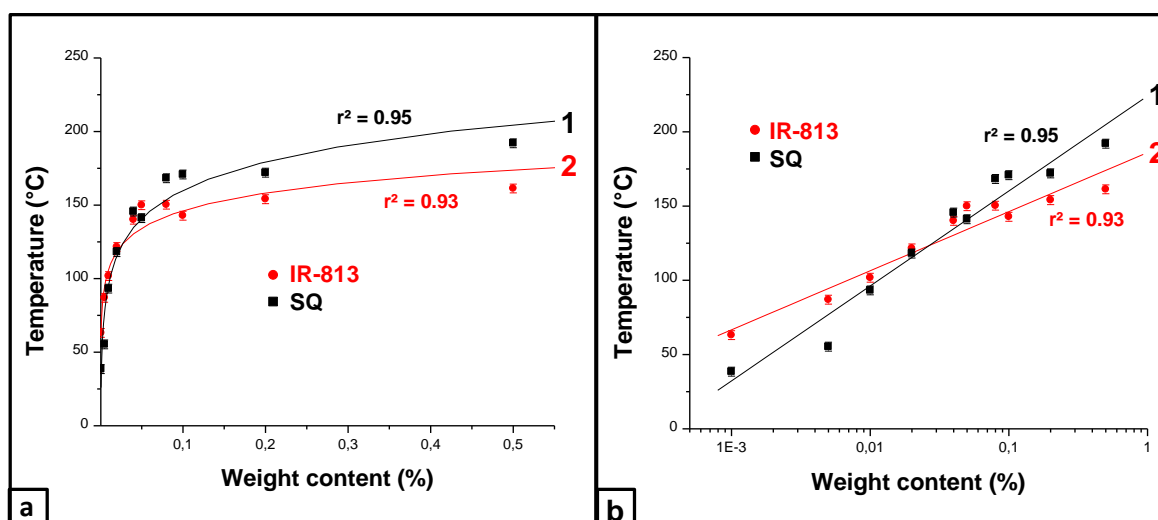 250
200
150
100
50
0
Temperature (°C)
r² = 0.95
1
2
r² = 0.93
IR-813
SQ
0,1
0,2
0,3
0,4
0,5
Weight content (%)
a
250
200
150
100
50
0
Temperature (°C)
IR-813
SQ
r² = 0.95
1
2
r² = 0.93
1E-3
0,01
0,1
1
Weight content (%)
b